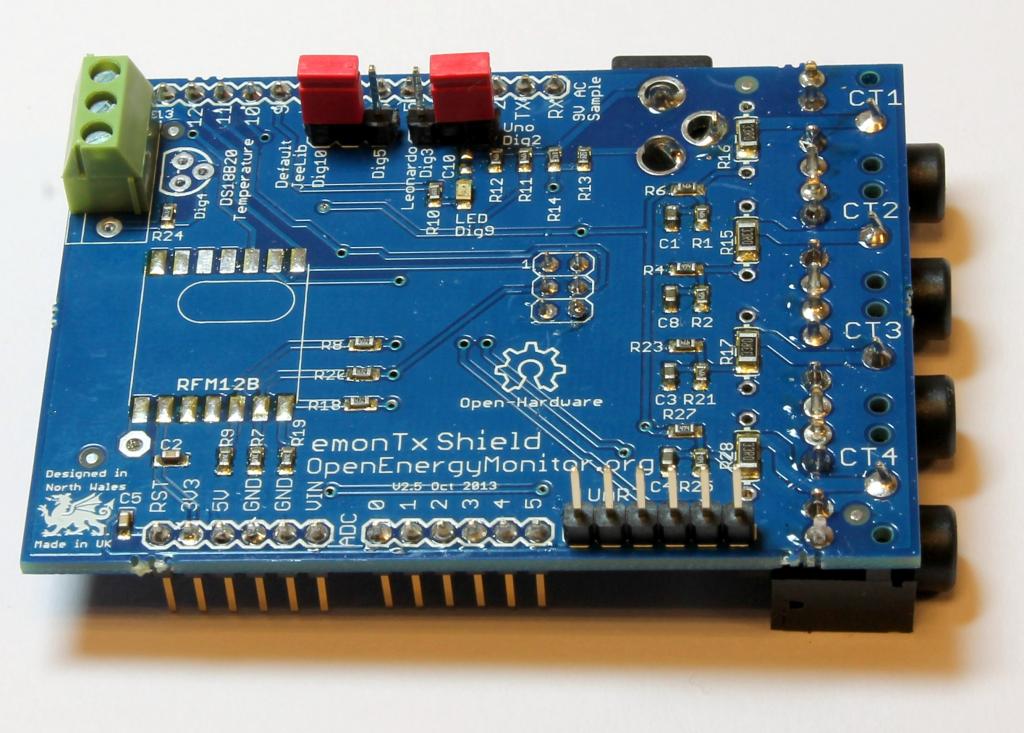 13
12
11
10
9
TX
RX
9V AC
Sample
DS18B20
Temperature
Dig4
R24
Default
JeeLib
Dig10
Dig5
Leonardo
Dig3
Uno
Dig2
C10
R10
R12
R11
R14
R13
LED
Dig9
CT1
R16
R6
C1
R1
CT2
R15
R4
C8
R2
CT3
R17
R23
C3
R21
R27
CT4
R28
1
R8
R26
R18
RFM12B
Open-Hardware
emonTx Shield
OpenEnergyMonitor.org
V2.5 Oct 2013
C2
R9
R7
R19
Designed in
North Wales
Made in UK
C5
RST
3V3
5V
GND
GND
VIN
ADC
0
1
2
3
4
5
UART